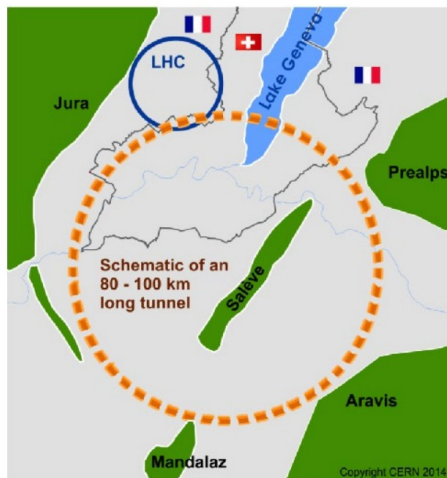 LHC
Lake Geneva
Jura
Prealps
Schematic of an
80 - 100 km
long tunnel
Salève
Aravis
Mandalaz
Copyright CERN 2014